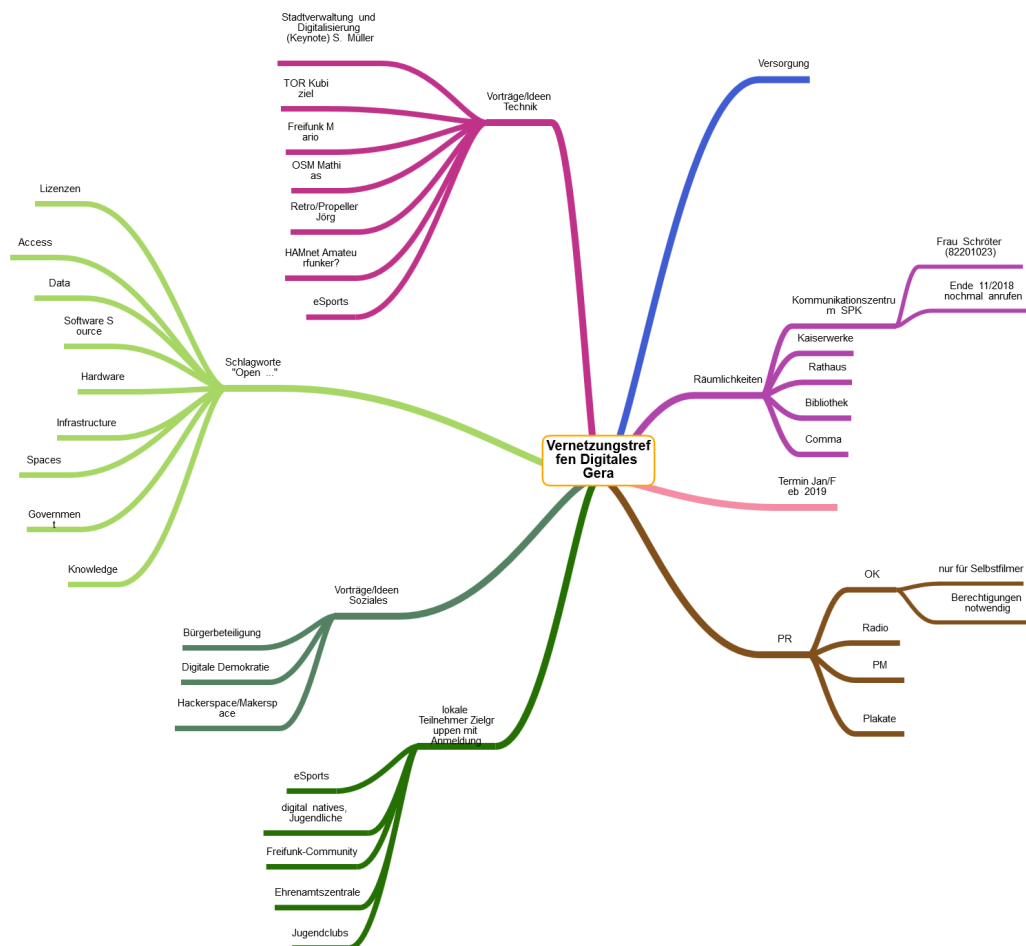 Vernetzungstref
fen Digitales
Gera
Vorträge/Ideen
Technik
Stadtverwaltung und
Digitalisierung
(Keynote) S. Müller
TOR Kubi
ziel
Freifunk M
ario
OSM Mathi
as
Retro/Propeller
Jörg
HAMnet Amateu
rfunker?
eSports
Schlagworte
"Open ..."
Lizenzen
Access
Data
Software S
ource
Hardware
Infrastructure
Spaces
Governmen
t
Knowledge
Vorträge/Ideen
Soziales
Bürgerbeteiligung
Digitale Demokratie
Hackerspace/Makersp
ace
lokale
Teilnehmer Zielgr
uppen mit
Anmeldung
eSports
digital natives,
Jugendliche
Freifunk-Community
Ehrenamtszentrale
Jugendclubs
Versorgung
Räumlichkeiten
Kommunikationszentru
m SPK
Frau Schröter
(82201023)
Ende 11/2018
nochmal anrufen
Kaiserwerke
Rathaus
Bibliothek
Comma
Termin Jan/F
eb 2019
PR
OK
nur für Selbstfilmer
Berechtigungen
notwendig
Radio
PM
Plakate